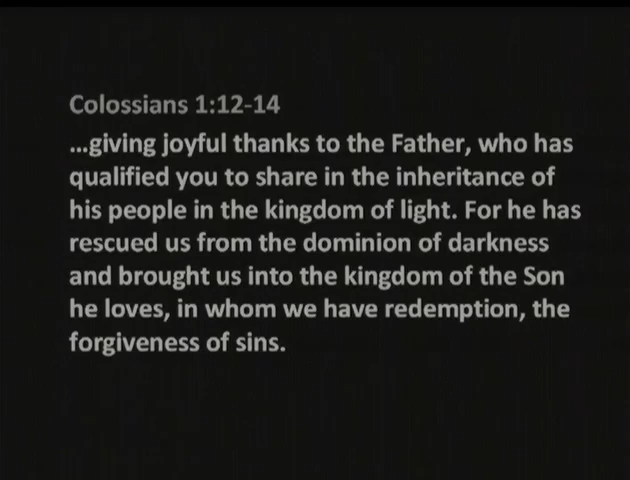 Colossians 1:12-14
...giving joyful thanks to the Father, who has
qualified you to share in the inheritance of
his people in the kingdom of light. For he has
rescued us from the dominion of darkness
and brought us into the kingdom of the Son
he loves, in whom we have redemption, the
forgiveness of sins.